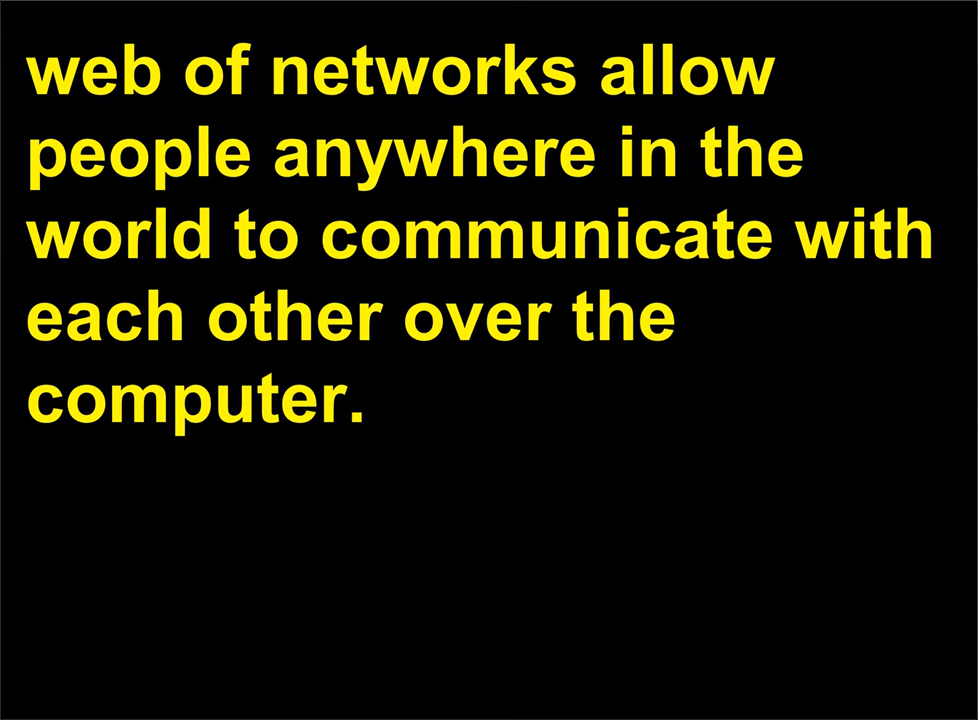 web of networks allow
people anywhere in the
world to communicate with
each other over the
computer.